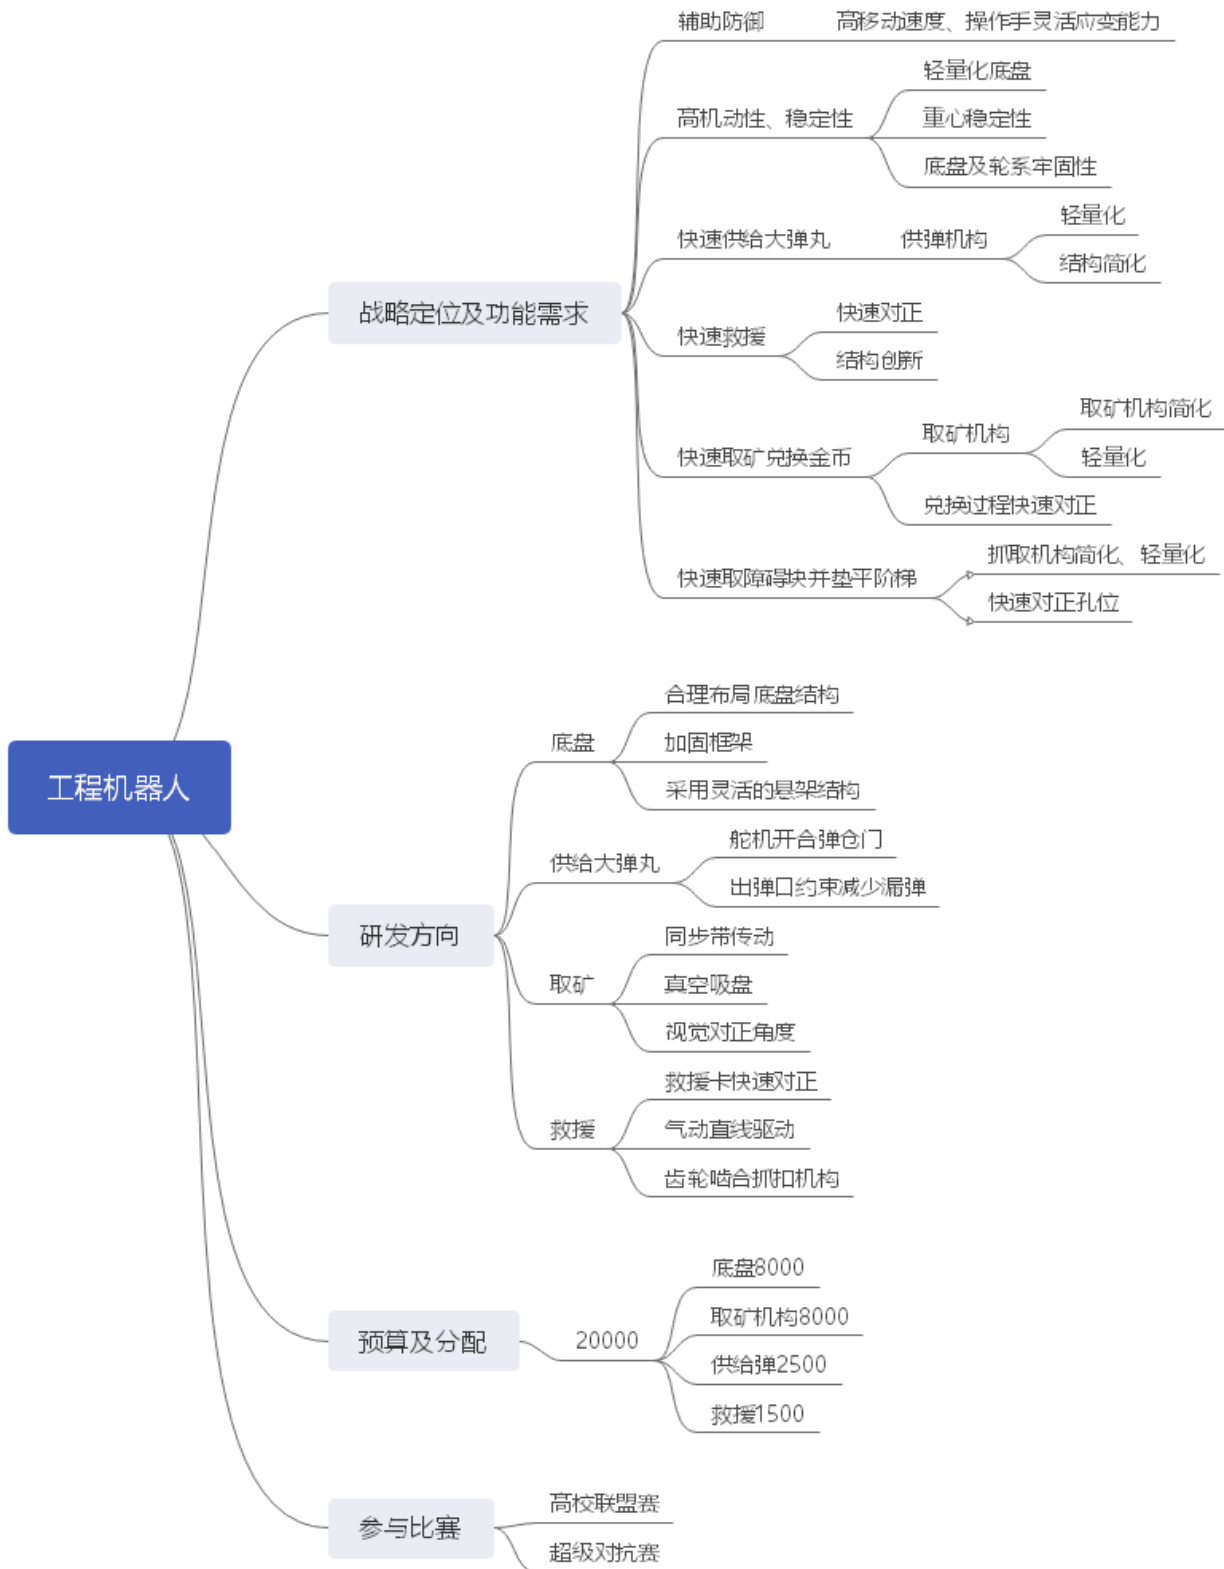 工程机器人
战略定位及功能需求
辅助防御
高移动速度、操作手灵活应变能力
高机动性、稳定性
轻量化底盘
重心稳定性
底盘及轮系牢固性
快速供给大弹丸
供弹机构
轻量化
结构简化
快速救援
快速对正
结构创新
快速取矿兑换金币
取矿机构
取矿机构简化
轻量化
兑换过程快速对正
快速取障碍块并垫平阶梯
抓取机构简化、轻量化
快速对正孔位
研发方向
底盘
合理布局底盘结构
加固框架
采用灵活的悬架结构
供给大弹丸
舵机开合弹仓门
出弹口约束减少漏弹
取矿
同步带传动
真空吸盘
视觉对正角度
救援
救援卡快速对正
气动直线驱动
齿轮啮合抓扣机构
预算及分配
20000
底盘8000
取矿机构8000
供给弹2500
救援1500
参与比赛
高校联盟赛
超级对抗赛